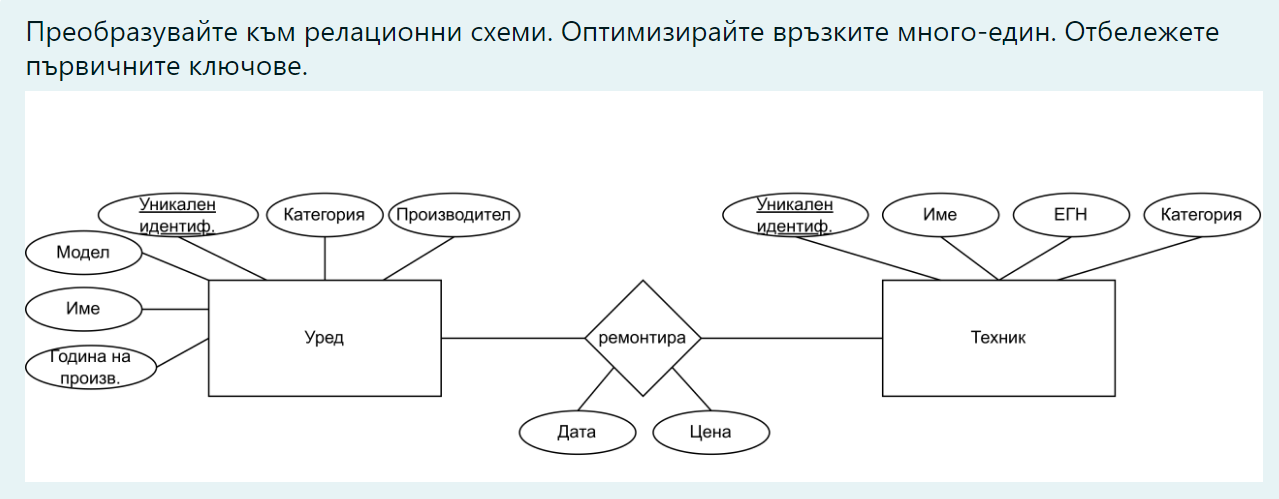 Преобразувайте към релационни схеми. Оптимизирайте връзките много-един. Отбележете
първичните ключове.
Уникален
идентиф.
Категория
Производител
Уникален
идентиф.
Име
ЕГН
Категория
Модел
Име
Година на
произв.
Уред
ремонтира
Техник
Дата
Цена